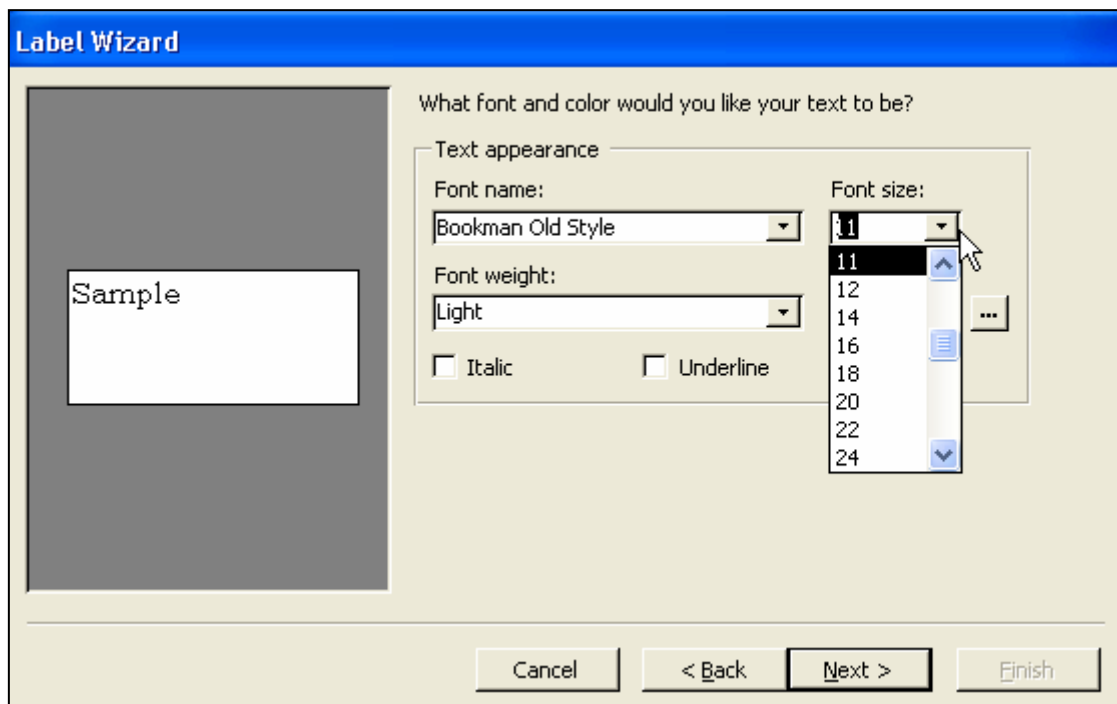 Label Wizard
What font and color would you like your text to be?
Text appearance
Font name:
Font size:
Bookman Old Style
11
Sample
Font weight:
Light
Italic
Underline
11
12
14
16
18
20
22
24
...
Cancel
< Back
Next >
Finish